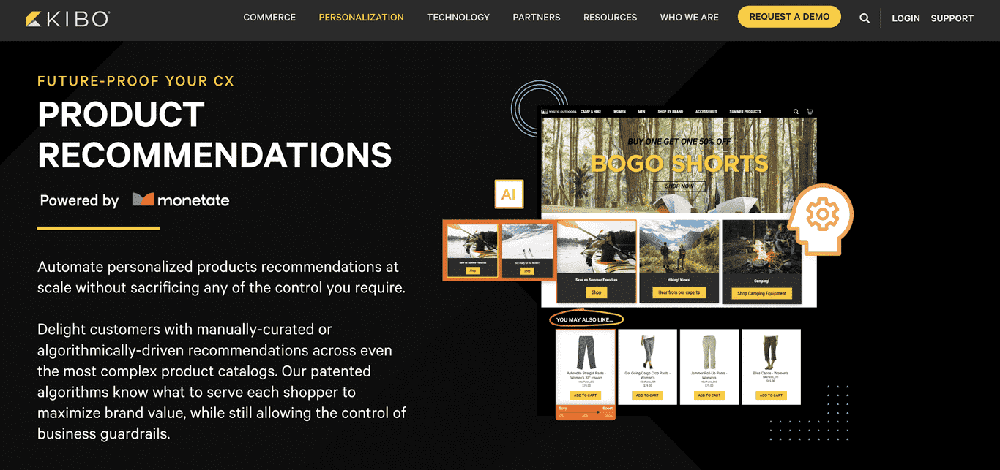 KIBO
COMMERCE PERSONALIZATION TECHNOLOGY PARTNERS RESOURCES WHO WE ARE REQUEST A DEMO LOGIN SUPPORT
FUTURE-PROOF YOUR CX
PRODUCT
RECOMMENDATIONS
Powered by monetate
Automate personalized products recommendations at
scale without sacrificing any of the control you require.
Delight customers with manually-curated or
algorithmically-driven recommendations across even
the most complex product catalogs. Our patented
algorithms know what to serve each shopper to
maximize brand value, while still allowing the control of
business guardrails.
MYSTIC OUTDOORS CAMP & HIKE WOMEN MEN SHOP BY BRAND ACCESSORIES SUMMER PRODUCTS
BUY ONE GET ONE 50% OFF
BOGO SHORTS
SHOP NOW
AI
Save on Summer Favorites
Shop
Get ready for the Winter!
Shop
Save on Summer Favorites
Shop
Hiking! Views!
Hear from our experts
Camping!
Shop Camping Equipment
YOU MAY ALSO LIKE...
Aphrodite Straight Pants -
Women's 32" Inseam
$70.00
ADD TO CART
Girl Going Cargo Crop Pants -
Women's
ADD TO CART
Jammer Roll-Up Pants -
Women's
ADD TO CART
Bliss Capris - Women's
ADD TO CART
Bury Boost